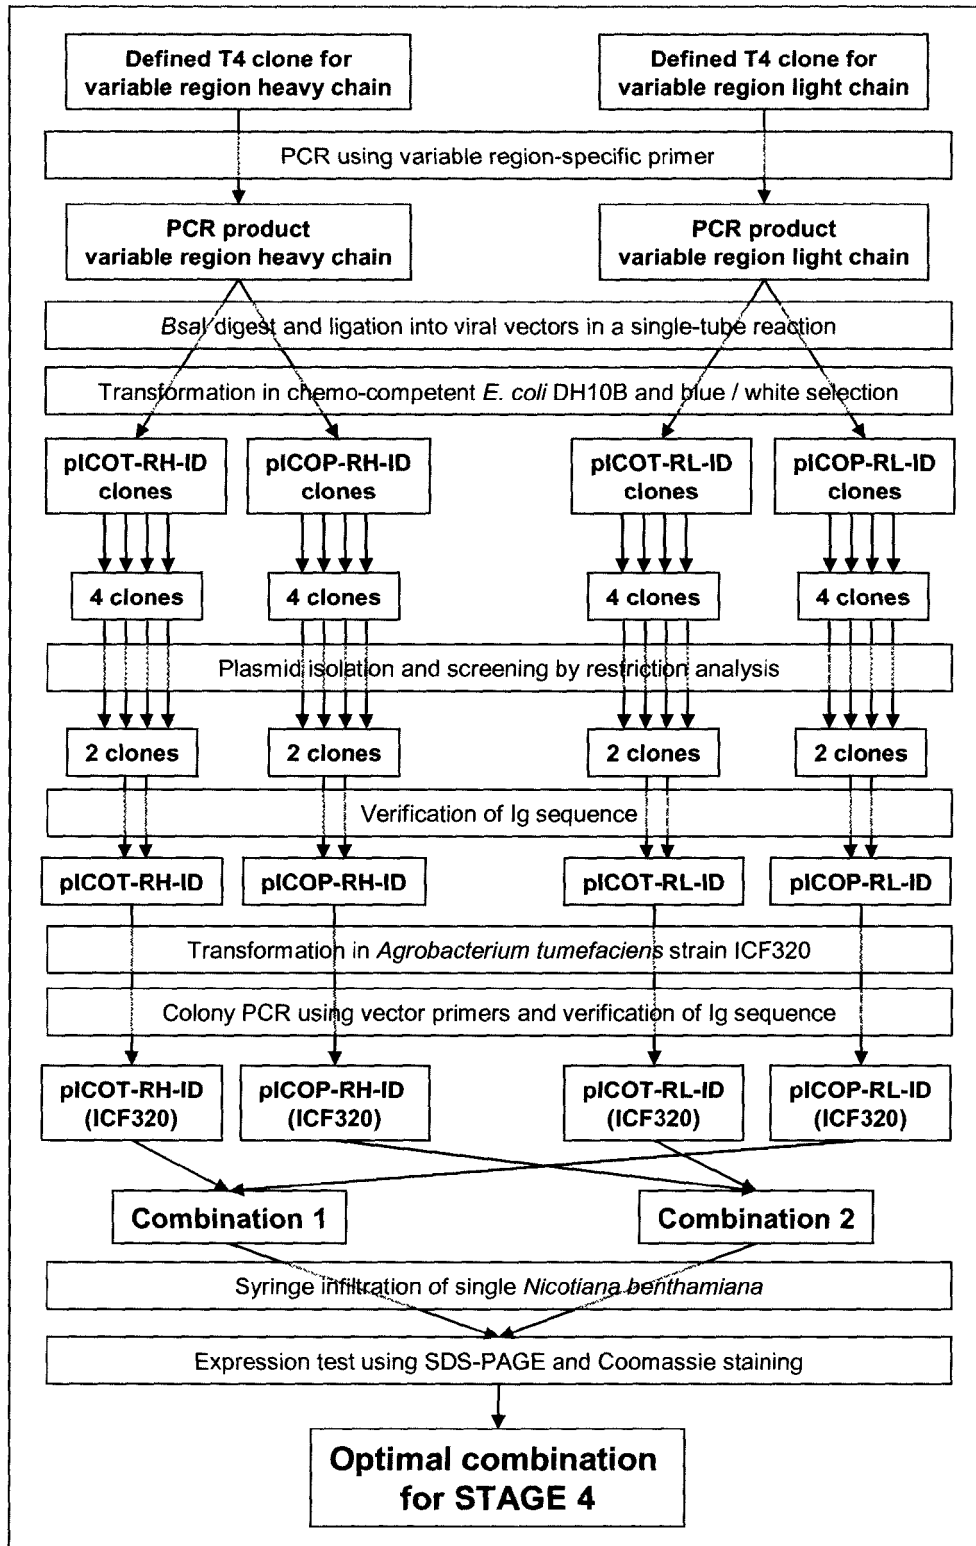 Defined T4 clone for
variable region heavy chain
Defined T4 clone for
variable region light chain
PCR using variable region-specific primer
PCR product
variable region heavy chain
PCR product
variable region light chain
BsaI digest and ligation into viral vectors in a single-tube reaction
Transformation in chemo-competent E. coli DH10B and blue / white selection
pICOT-RH-ID
clones
pICOP-RH-ID
clones
pICOT-RL-ID
clones
pICOP-RL-ID
clones
4 clones
4 clones
4 clones
4 clones
Plasmid isolation and screening by restriction analysis
2 clones
2 clones
2 clones
2 clones
Verification of Ig sequence
pICOT-RH-ID
pICOP-RH-ID
pICOT-RL-ID
pICOP-RL-ID
Transformation in Agrobacterium tumefaciens strain ICF320
Colony PCR using vector primers and verification of Ig sequence
pICOT-RH-ID
(ICF320)
pICOP-RH-ID
(ICF320)
pICOT-RL-ID
(ICF320)
pICOP-RL-ID
(ICF320)
Combination 1
Combination 2
Syringe infiltration of single Nicotiana benthamiana
Expression test using SDS-PAGE and Coomassie staining
Optimal combination
for STAGE 4